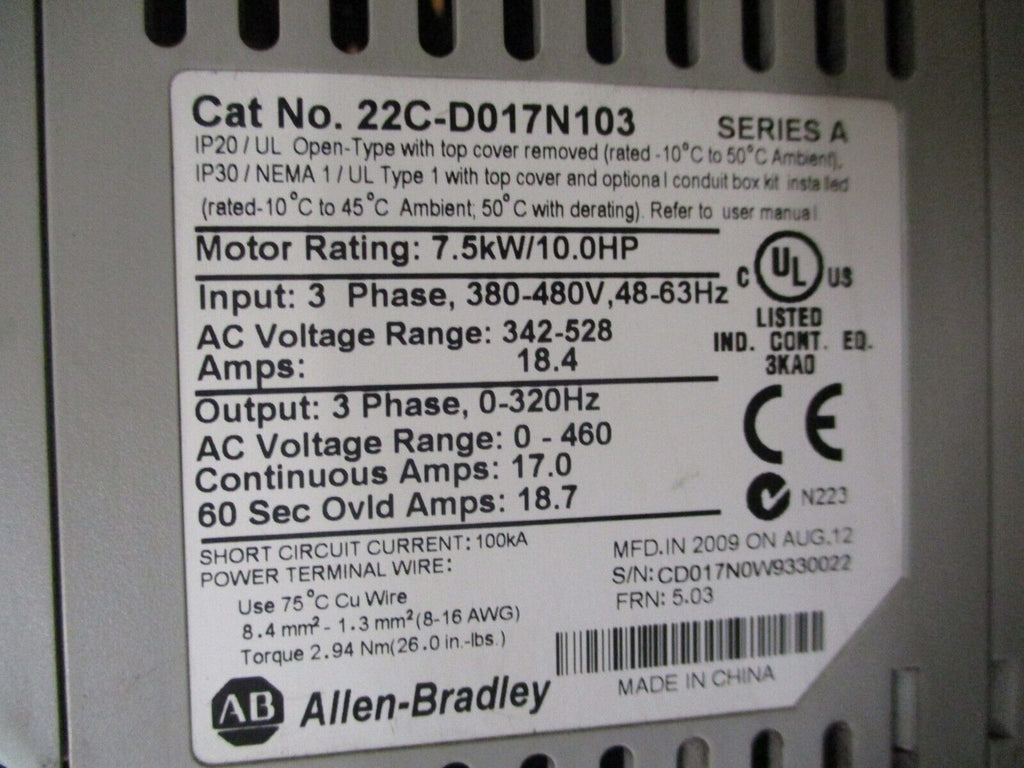 Cat No. 22C-D017N103 SERIES A
IP20 / UL Open-Type with top cover removed (rated -10°C to 50°C Ambient),
IP30 / NEMA 1 / UL Type 1 with top cover and optional conduit box kit installed
(rated-10°C to 45°C Ambient; 50°C with derating). Refer to user manual
Motor Rating: 7.5kW/10.0HP
Input: 3 Phase, 380-480V,48-63Hz
AC Voltage Range: 342-528
Amps: 18.4
C UL US
LISTED
IND. CONT. EQ.
3KA0
Output: 3 Phase, 0-320Hz
AC Voltage Range: 0 - 460
Continuous Amps: 17.0
60 Sec Ovld Amps: 18.7
CE
N223
SHORT CIRCUIT CURRENT: 100kA
POWER TERMINAL WIRE:
Use 75°C Cu Wire
8.4 mm² - 1.3 mm² (8-16 AWG)
Torque 2.94 Nm(26.0 in.-lbs.)
MFD.IN 2009 ON AUG.12
S/N: CD017N0W9330022
FRN: 5.03
MADE IN CHINA
AB Allen-Bradley